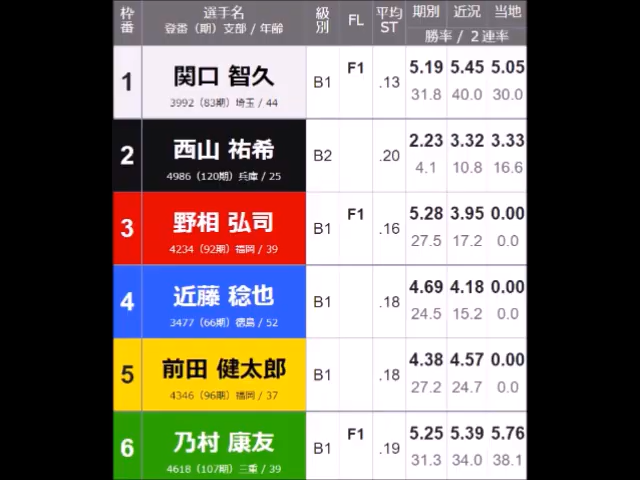 枠番 選手名 登番（期）支部 / 年齢 級別 FL 平均ST 期別 近況 当地 勝率 / 2連率
1 関口 智久 B1 F1 .13 5.19 5.45 5.05
3992（83期）埼玉 / 44 31.8 40.0 30.0
2 西山 祐希 B2 .20 2.23 3.32 3.33
4986（120期）兵庫 / 25 4.1 10.8 16.6
3 野相 弘司 B1 F1 .16 5.28 3.95 0.00
4234（92期）福岡 / 39 27.5 17.2 0.0
4 近藤 稔也 B1 .18 4.69 4.18 0.00
3477（66期）徳島 / 52 24.5 15.2 0.0
5 前田 健太郎 B1 .18 4.38 4.57 0.00
4346（96期）福岡 / 37 27.2 24.7 0.0
6 乃村 康友 B1 F1 .19 5.25 5.39 5.76
4618（107期）三重 / 39 31.3 34.0 38.1